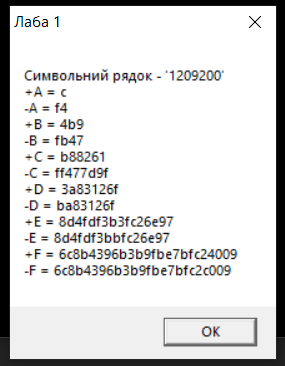 Лаба 1
Символьний рядок - '1209200'
+A = c
-A = f4
+B = 4b9
-B = fb47
+C = b88261
-C = ff477d9f
+D = 3a83126f
-D = ba83126f
+E = 8d4fdf3b3fc26e97
-E = 8d4fdf3bbfc26e97
+F = 6c8b4396b3b9fbe7bfc24009
-F = 6c8b4396b3b9fbe7bfc2c009
OK